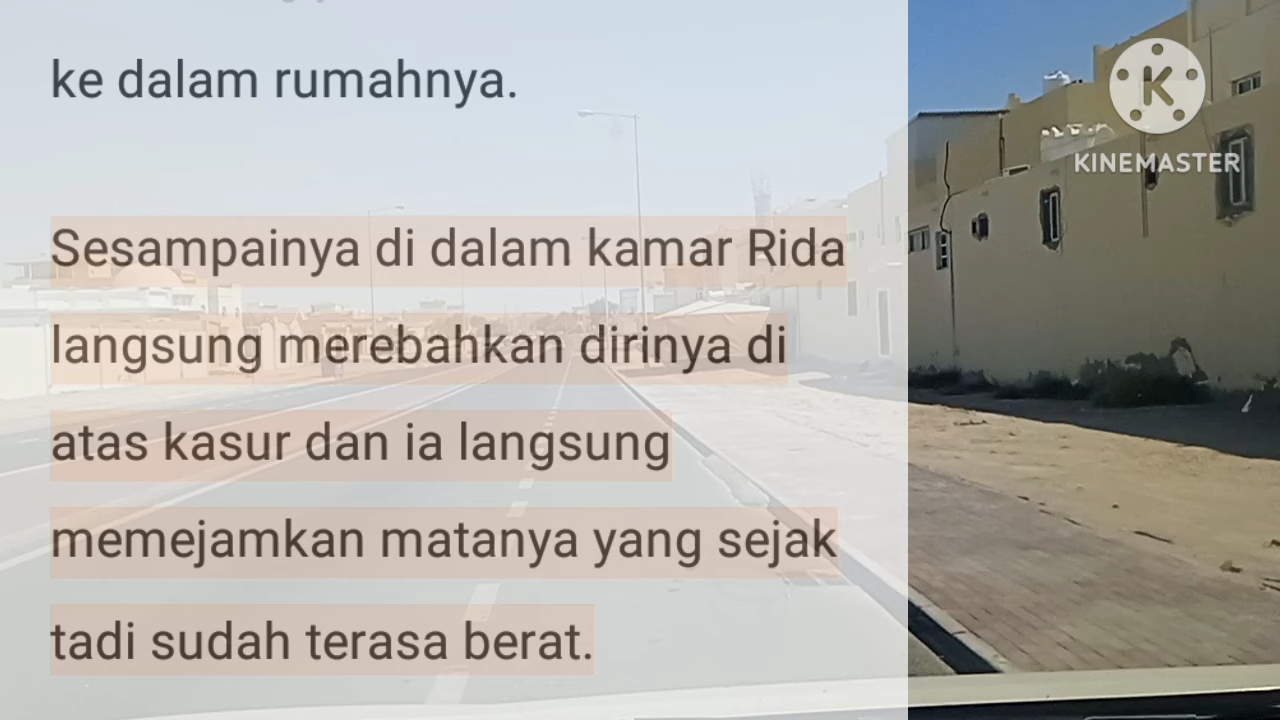 ke dalam rumahnya.
Sesampainya di dalam kamar Rida
langsung merebahkan dirinya di
atas kasur dan ia langsung
memejamkan matanya yang sejak
tadi sudah terasa berat.
K
KINEMASTER